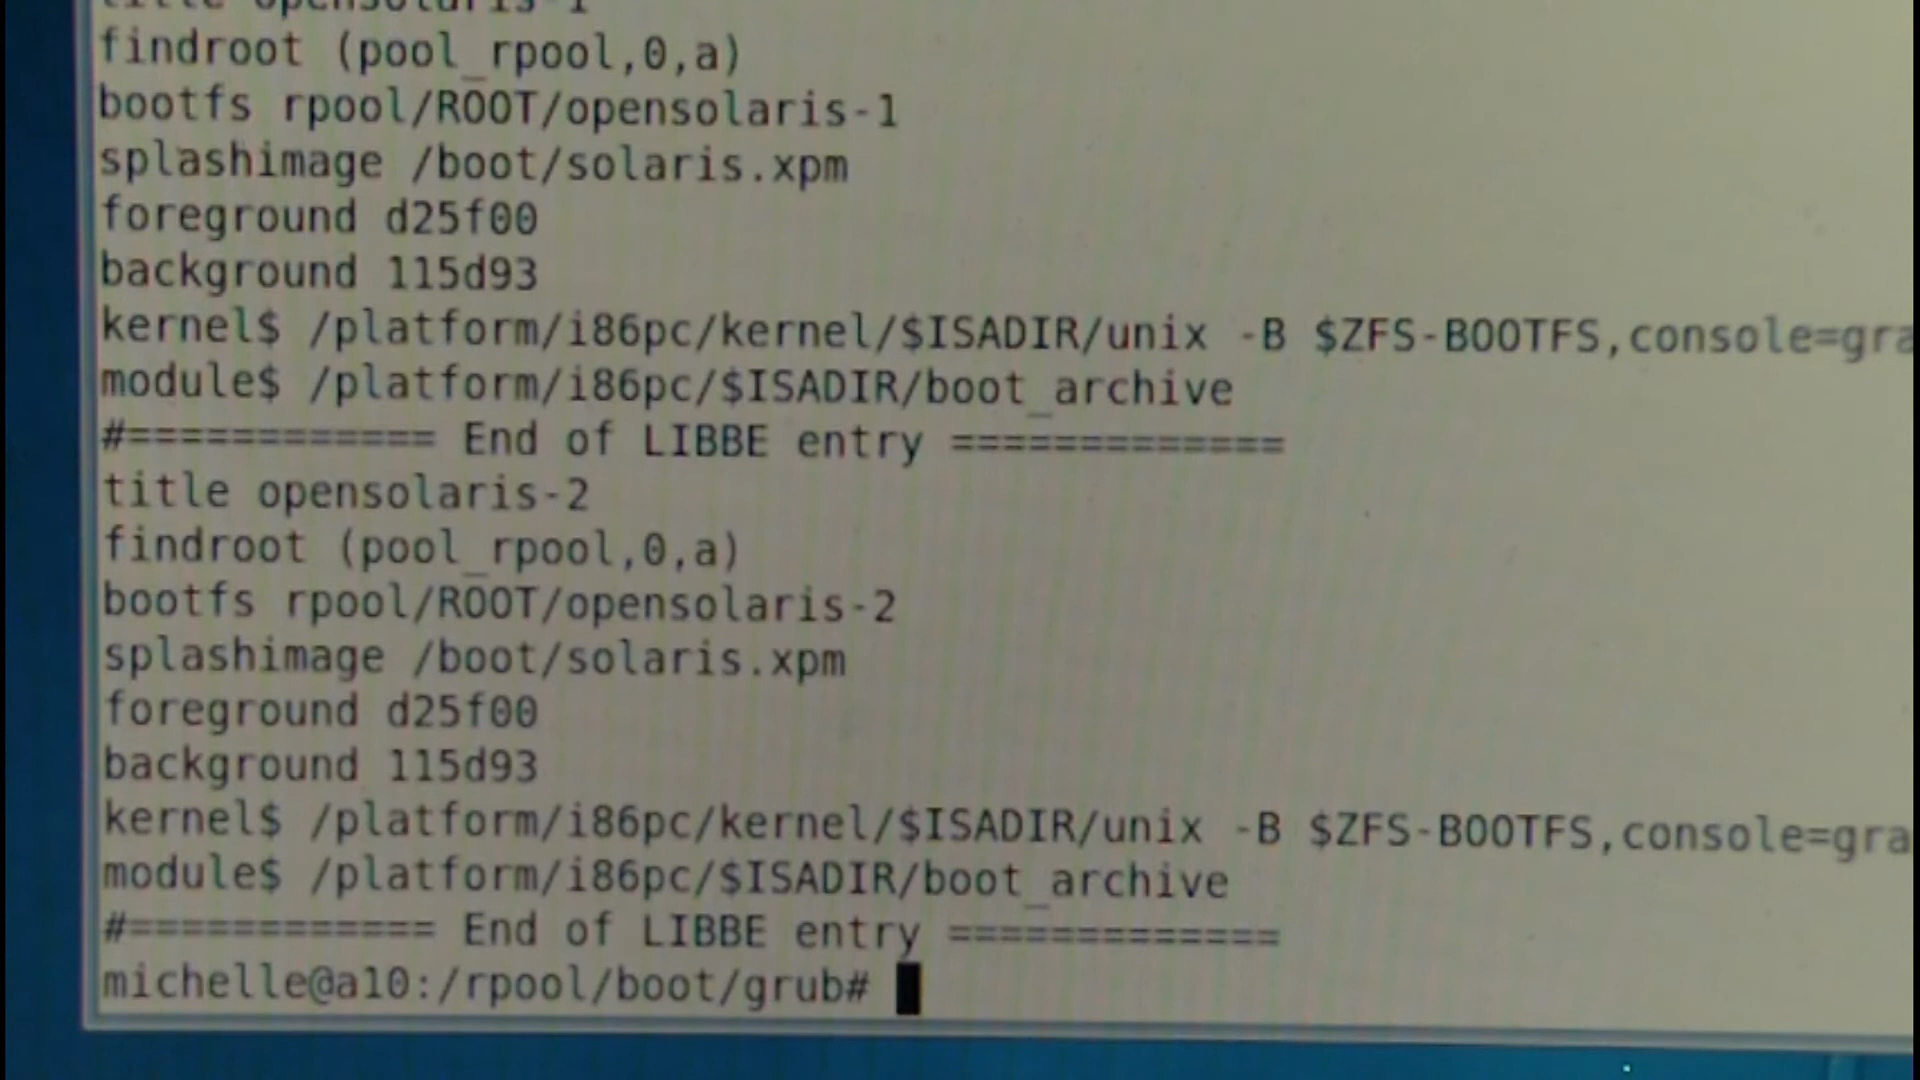 title opensolaris-1
findroot (pool_rpool,0,a)
bootfs rpool/ROOT/opensolaris-1
splashimage /boot/solaris.xpm
foreground d25f00
background 115d93
kernel$ /platform/i86pc/kernel/$ISADIR/unix -B $ZFS-BOOTFS,console=gra
module$ /platform/i86pc/$ISADIR/boot_archive
#============ End of LIBBE entry =============
title opensolaris-2
findroot (pool_rpool,0,a)
bootfs rpool/ROOT/opensolaris-2
splashimage /boot/solaris.xpm
foreground d25f00
background 115d93
kernel$ /platform/i86pc/kernel/$ISADIR/unix -B $ZFS-BOOTFS,console=gra
module$ /platform/i86pc/$ISADIR/boot_archive
#============ End of LIBBE entry =============
michelle@a10:/rpool/boot/grub#